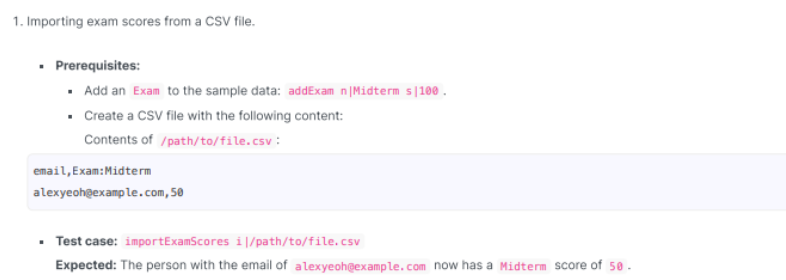 1. Importing exam scores from a CSV file.
▪ Prerequisites:
▪ Add an Exam to the sample data: addExam n|Midterm s|100 .
▪ Create a CSV file with the following content:
Contents of /path/to/file.csv :
email,Exam:Midterm
alexyeoh@example.com,50
▪ Test case: importExamScores i|/path/to/file.csv
Expected: The person with the email of alexyeoh@example.com now has a Midterm score of 50 .